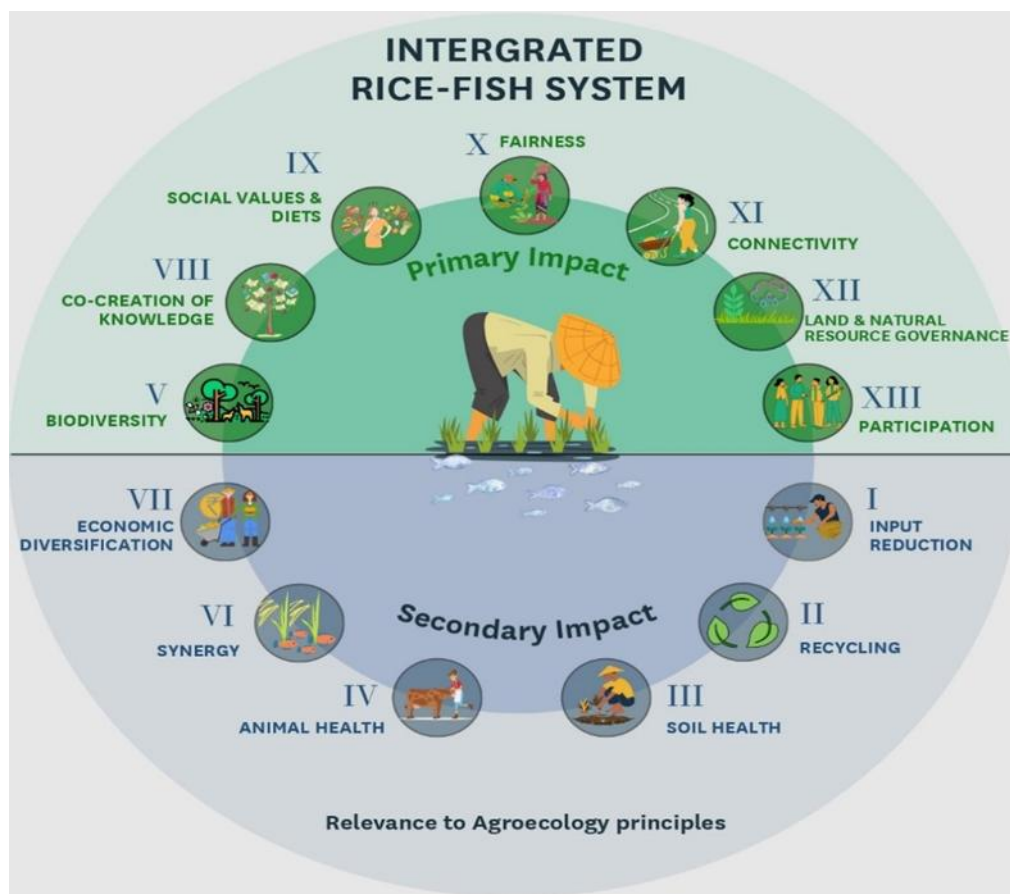 INTERGRATED
RICE-FISH SYSTEM
X FAIRNESS
IX
SOCIAL VALUES &
DIETS
XI
CONNECTIVITY
Primary Impact
VIII
CO-CREATION OF
KNOWLEDGE
XII
LAND & NATURAL
RESOURCE GOVERNANCE
V
BIODIVERSITY
XIII
PARTICIPATION
VII
ECONOMIC
DIVERSIFICATION
I
INPUT
REDUCTION
VI
SYNERGY
Secondary Impact
II
RECYCLING
IV
ANIMAL HEALTH
III
SOIL HEALTH
Relevance to Agroecology principles